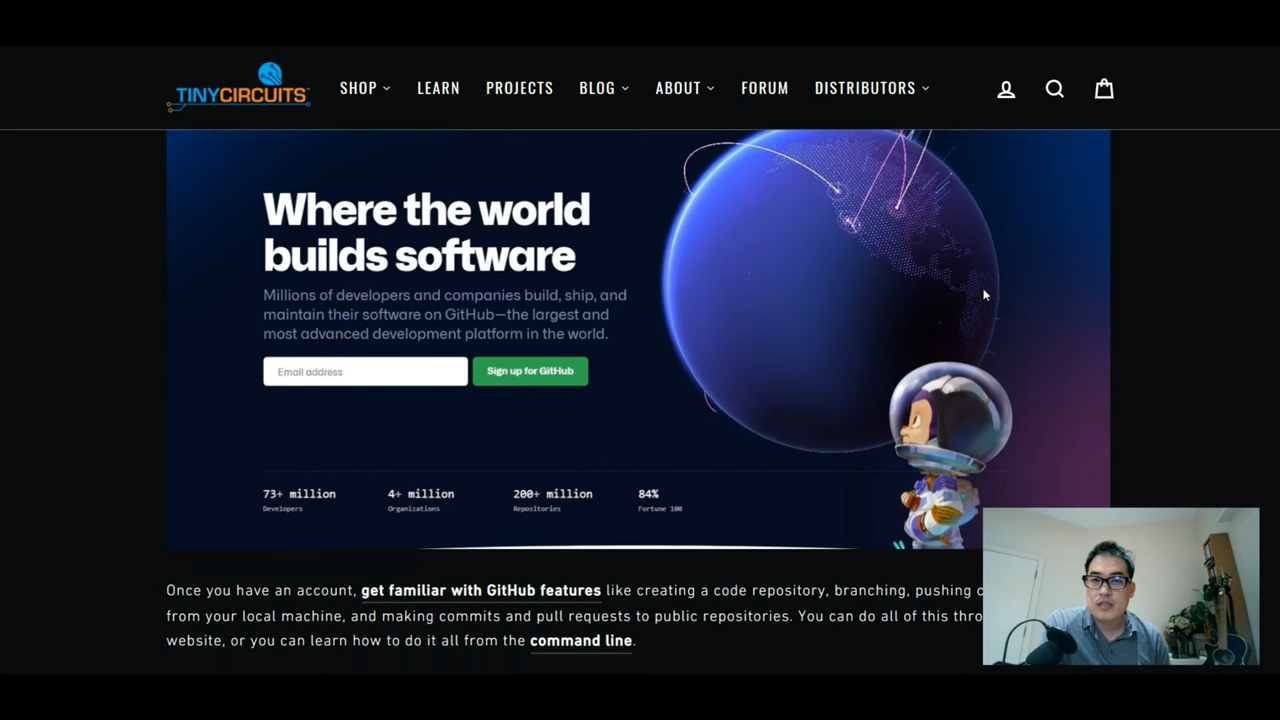 TINYCIRCUITS
SHOP LEARN PROJECTS BLOG ABOUT FORUM DISTRIBUTORS
Where the world
builds software
Millions of developers and companies build, ship, and
maintain their software on GitHub—the largest and
most advanced development platform in the world.
Email address Sign up for GitHub
73+ million 4+ million 200+ million 84%
Developers Organizations Repositories Fortune 100
Once you have an account, get familiar with GitHub features like creating a code repository, branching, pushing
from your local machine, and making commits and pull requests to public repositories. You can do all of this
website, or you can learn how to do it all from the command line.